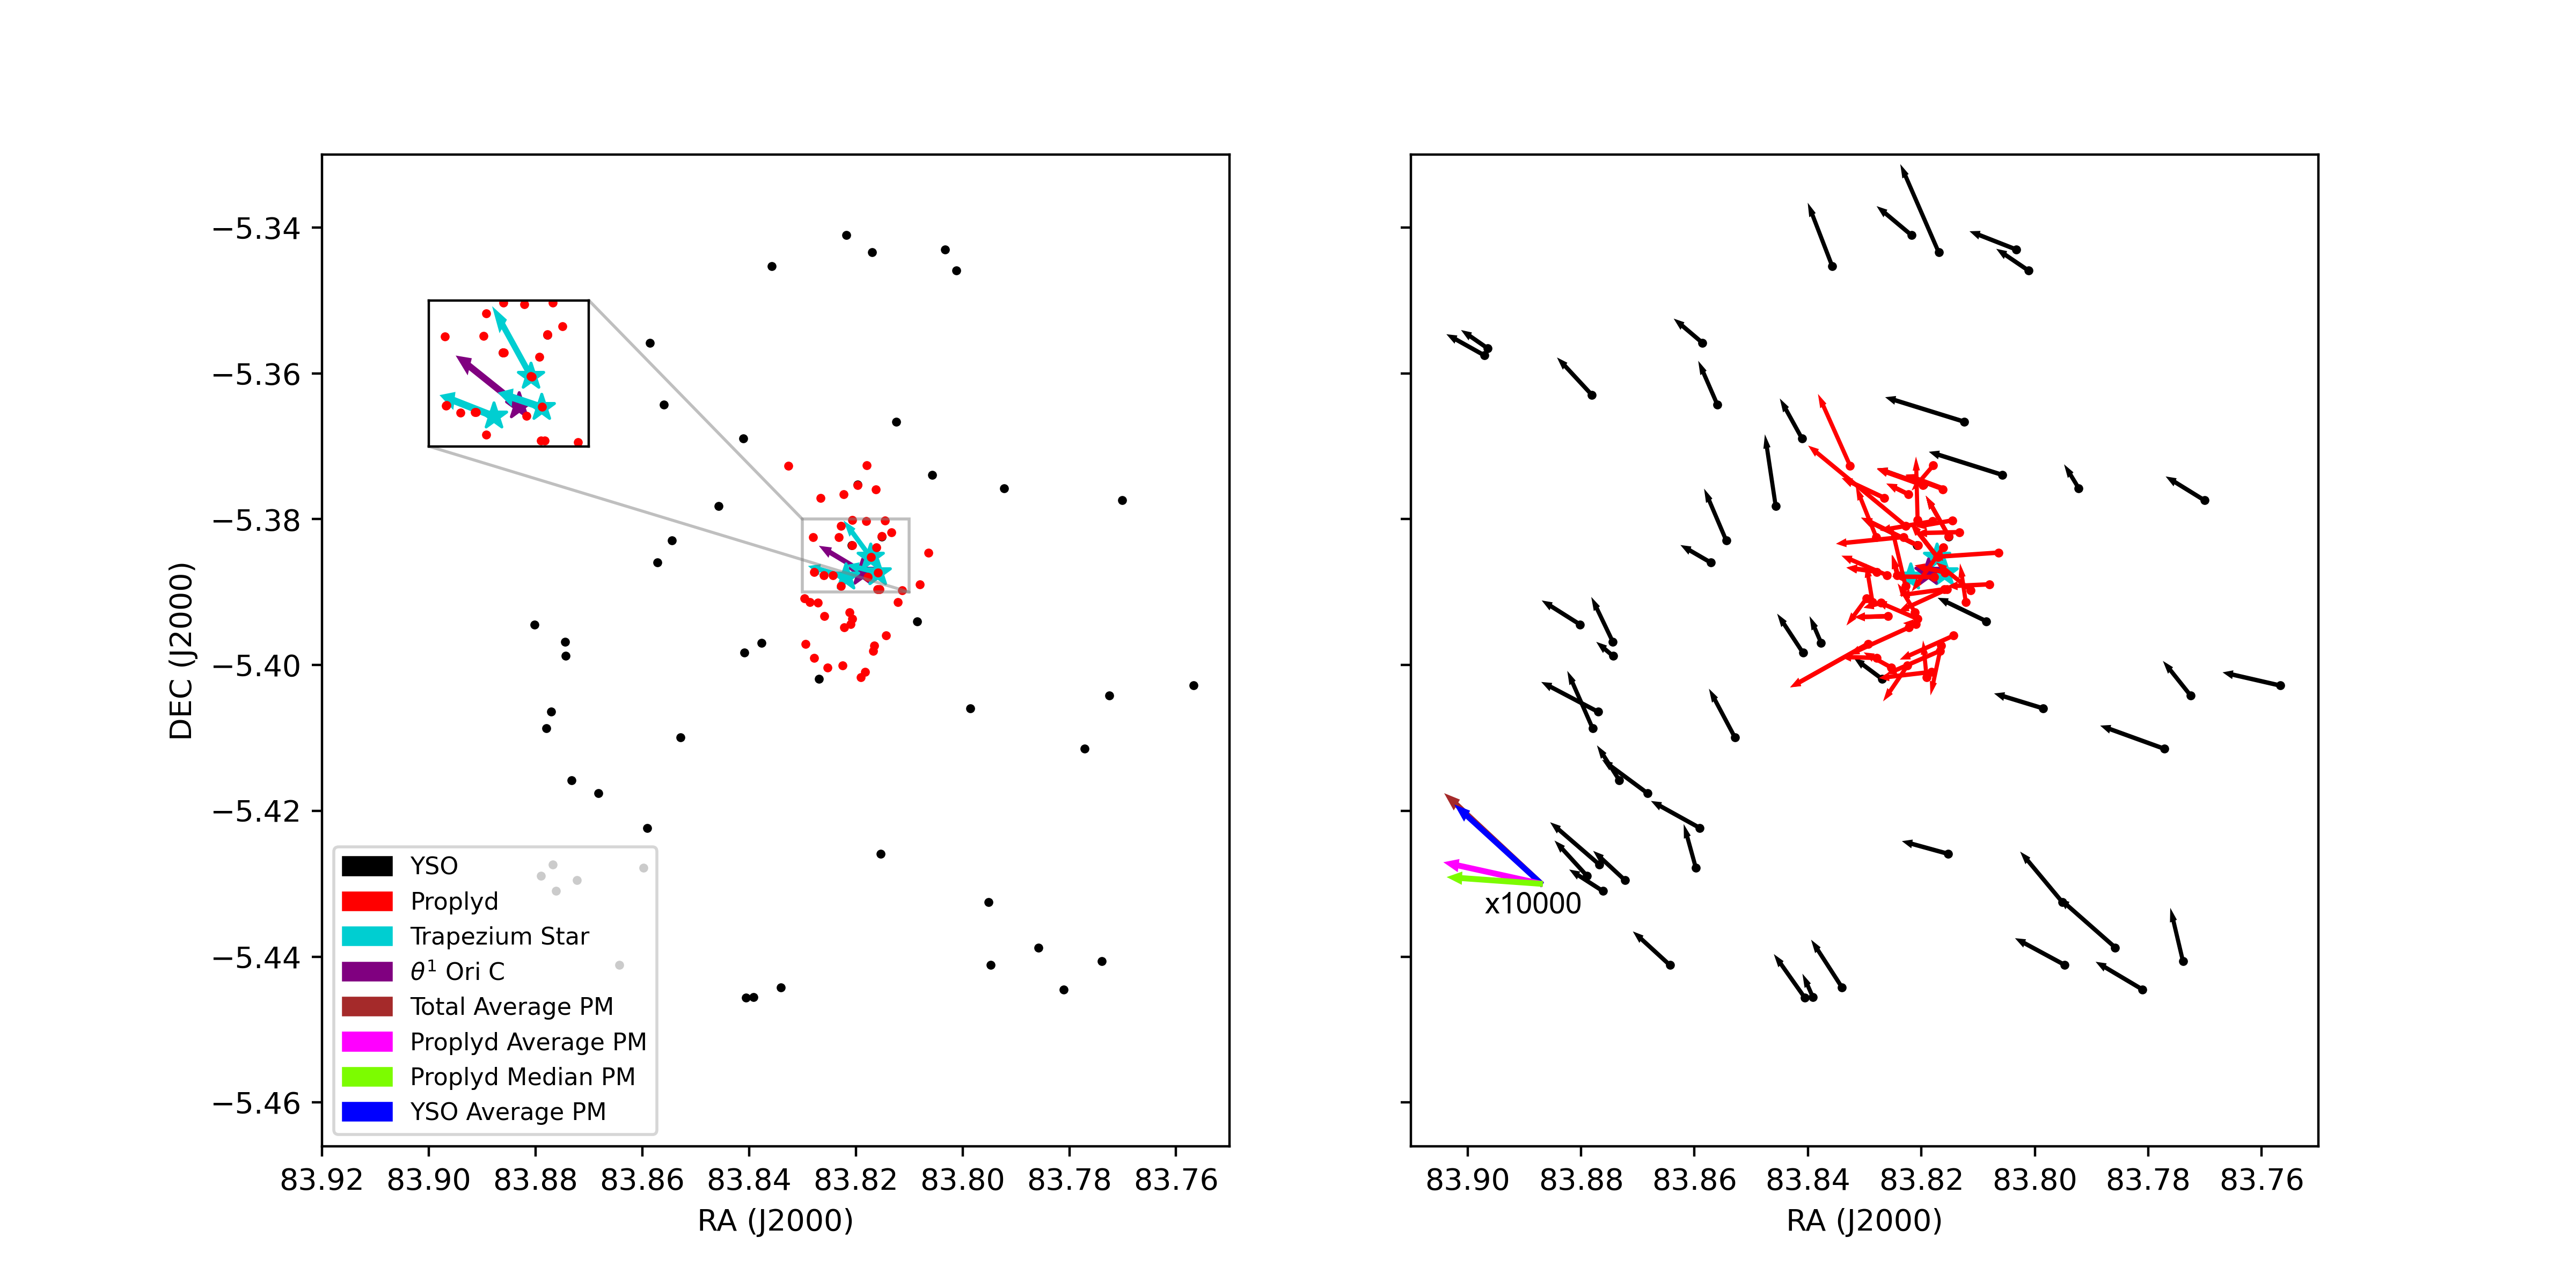 −5.34
−5.36
−5.38
−5.40
−5.42
−5.44
−5.46
DEC (J2000)
83.92 83.90 83.88 83.86 83.84 83.82 83.80 83.78 83.76
RA (J2000)
YSO
Proplyd
Trapezium Star
θ¹ Ori C
Total Average PM
Proplyd Average PM
Proplyd Median PM
YSO Average PM
x10000
83.90 83.88 83.86 83.84 83.82 83.80 83.78 83.76
RA (J2000)